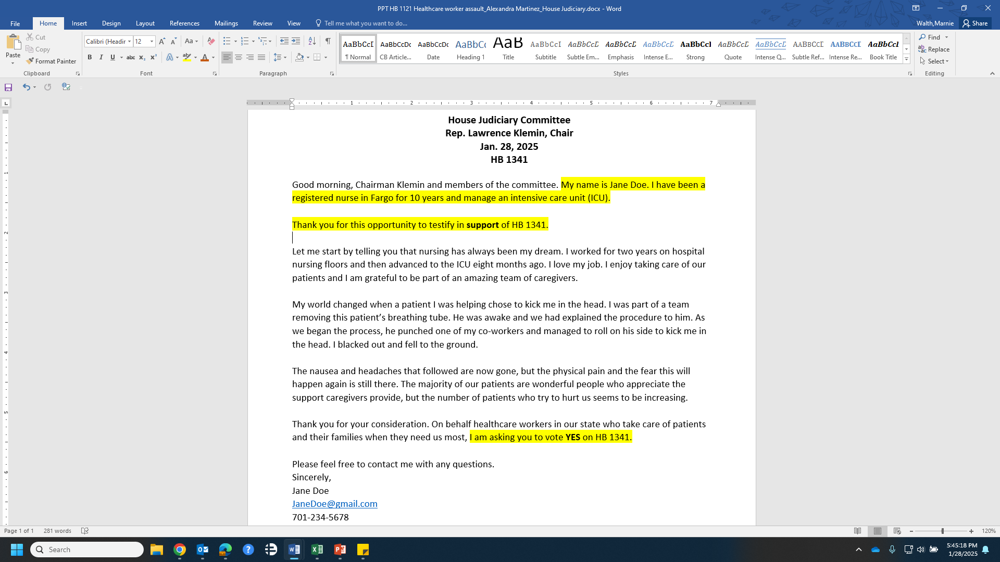 PPT HB 1121 Healthcare worker assault_Alexandra Martinez_House Judiciary.docx - Word
File Home Insert Design Layout References Mailings Review View Tell me what you want to do... Walth,Marnie Share
Paste
Cut
Copy
Format Painter
Clipboard
Calibri (Headir 12 Aa
B I U abc x₂ x² A ab A
Font
Paragraph
AaBbCcI AaBbCcDc AaBbCcDc AaBbCc AaB AaBbCcI AaBbCcD AaBbCcD AaBbCcD AaBbCcI AaBbCcD AaBbCcD AABBCCD AABBCCD AaBbCcI
¶ Normal CB Article... Date Heading 1 Title Subtitle Subtle Em... Emphasis Intense E... Strong Quote Intense Q... Subtle Ref... Intense Re... Book Title
Styles
Find
Replace
Select
Editing
1 2 3 4 5 6 7
House Judiciary Committee
Rep. Lawrence Klemin, Chair
Jan. 28, 2025
HB 1341
Good morning, Chairman Klemin and members of the committee. My name is Jane Doe. I have been a
registered nurse in Fargo for 10 years and manage an intensive care unit (ICU).
Thank you for this opportunity to testify in support of HB 1341.
Let me start by telling you that nursing has always been my dream. I worked for two years on hospital
nursing floors and then advanced to the ICU eight months ago. I love my job. I enjoy taking care of our
patients and I am grateful to be part of an amazing team of caregivers.
My world changed when a patient I was helping chose to kick me in the head. I was part of a team
removing this patient’s breathing tube. He was awake and we had explained the procedure to him. As
we began the process, he punched one of my co-workers and managed to roll on his side to kick me in
the head. I blacked out and fell to the ground.
The nausea and headaches that followed are now gone, but the physical pain and the fear this will
happen again is still there. The majority of our patients are wonderful people who appreciate the
support caregivers provide, but the number of patients who try to hurt us seems to be increasing.
Thank you for your consideration. On behalf healthcare workers in our state who take care of patients
and their families when they need us most, I am asking you to vote YES on HB 1341.
Please feel free to contact me with any questions.
Sincerely,
Jane Doe
JaneDoe@gmail.com
701-234-5678
Page 1 of 1 281 words 120%
Search
5:45:18 PM
1/28/2025